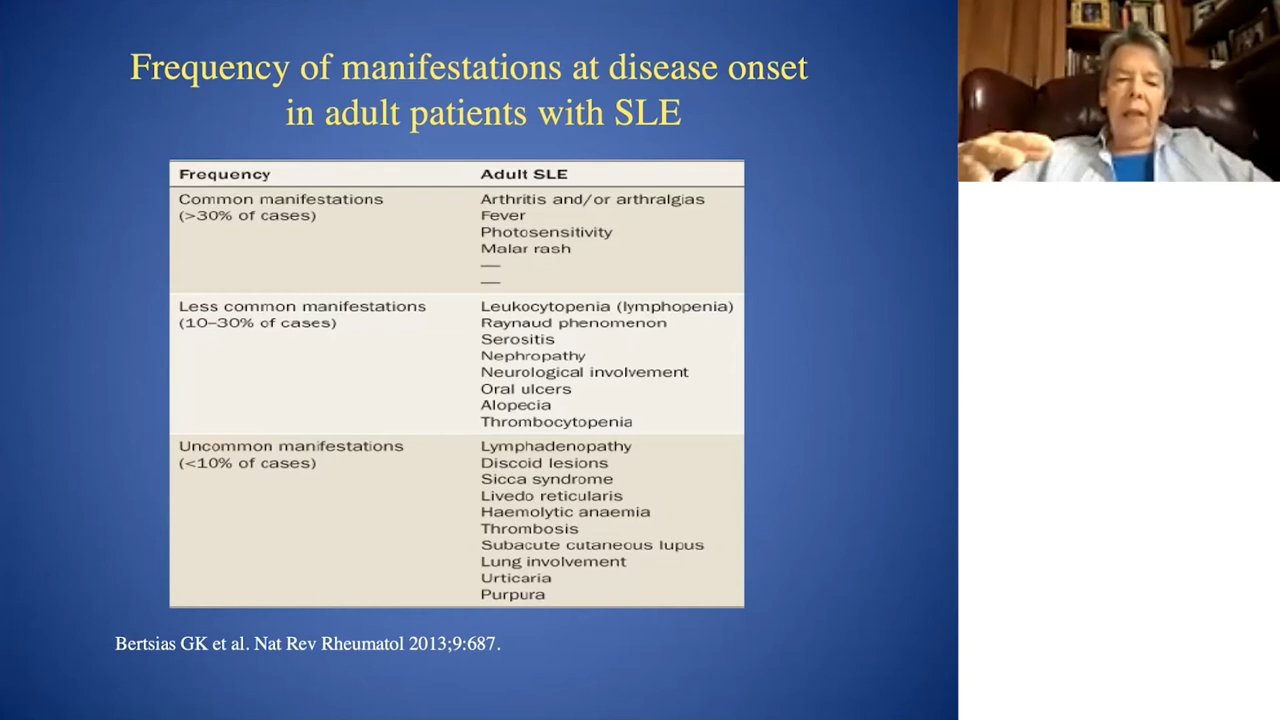 Frequency of manifestations at disease onset
in adult patients with SLE
Frequency
Adult SLE
Common manifestations
(>30% of cases)
Arthritis and/or arthralgias
Fever
Photosensitivity
Malar rash
—
—
Less common manifestations
(10–30% of cases)
Leukocytopenia (lymphopenia)
Raynaud phenomenon
Serositis
Nephropathy
Neurological involvement
Oral ulcers
Alopecia
Thrombocytopenia
Uncommon manifestations
(<10% of cases)
Lymphadenopathy
Discoid lesions
Sicca syndrome
Livedo reticularis
Haemolytic anaemia
Thrombosis
Subacute cutaneous lupus
Lung involvement
Urticaria
Purpura
Bertsias GK et al. Nat Rev Rheumatol 2013;9:687.